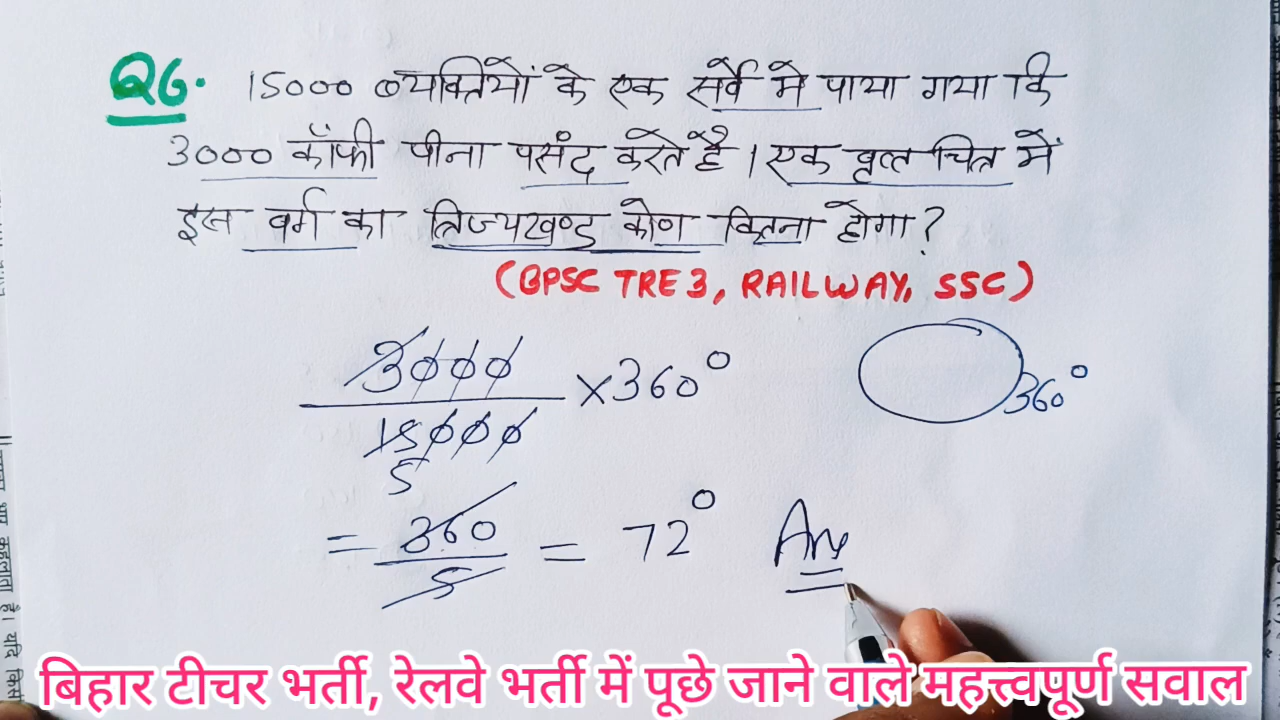 Q6. 15000 व्यक्तियों के एक सर्वे मे पाया गया कि
3000 कॉफी पीना पसंद करते है । एक वृत्त चित्र में
इस वर्ग का त्रिज्यखण्ड कोण कितना होगा ?
(BPSC TRE 3, RAILWAY, SSC)
3000
15000
5
×360°
360°
= 360
5
= 72° Ans
बिहार टीचर भर्ती, रेलवे भर्ती में पूछे जाने वाले महत्त्वपूर्ण सवाल